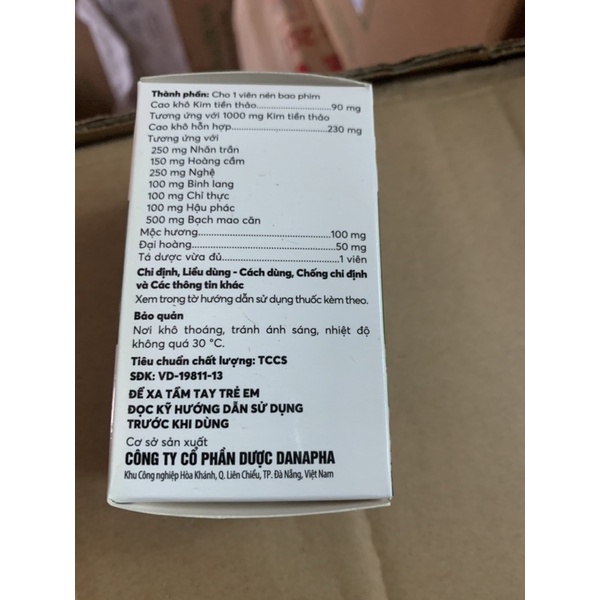 Thành phần: Cho 1 viên nén bao phim
Cao khô Kim tiền thảo..............................90 mg
Tương ứng với 1000 mg Kim tiền thảo
Cao khô hỗn hợp....................................230 mg
Tương ứng với
250 mg Nhân trần
150 mg Hoàng cầm
250 mg Nghệ
100 mg Binh lang
100 mg Chỉ thực
100 mg Hậu phác
500 mg Bạch mao căn
Mộc hương..........................................100 mg
Đại hoàng.............................................50 mg
Tá dược vừa đủ.......................................1 viên
Chỉ định, Liều dùng - Cách dùng, Chống chỉ định
và Các thông tin khác
Xem trong tờ hướng dẫn sử dụng thuốc kèm theo.
Bảo quản
Nơi khô thoáng, tránh ánh sáng, nhiệt độ
không quá 30 °C.
Tiêu chuẩn chất lượng: TCCS
SĐK: VD-19811-13
ĐỂ XA TẦM TAY TRẺ EM
ĐỌC KỸ HƯỚNG DẪN SỬ DỤNG
TRƯỚC KHI DÙNG
Cơ sở sản xuất
CÔNG TY CỔ PHẦN DƯỢC DANAPHA
Khu Công nghiệp Hòa Khánh, Q. Liên Chiểu, TP. Đà Nẵng, Việt Nam